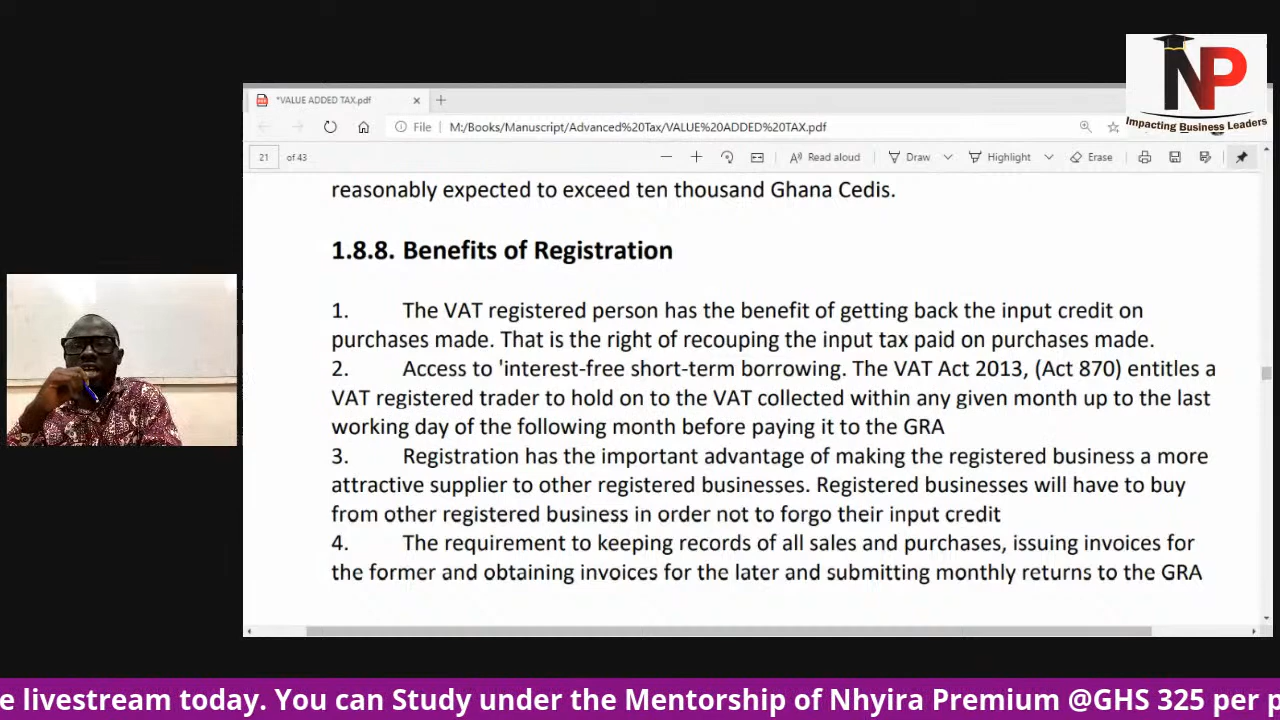 NP
Impacting Business Leaders
*VALUE ADDED TAX.pdf
File M:/Books/Manuscript/Advanced%20Tax/VALUE%20ADDED%20TAX.pdf
21 of 43 Read aloud Draw Highlight Erase
reasonably expected to exceed ten thousand Ghana Cedis.
1.8.8. Benefits of Registration
1. The VAT registered person has the benefit of getting back the input credit on
purchases made. That is the right of recouping the input tax paid on purchases made.
2. Access to 'interest-free short-term borrowing. The VAT Act 2013, (Act 870) entitles a
VAT registered trader to hold on to the VAT collected within any given month up to the last
working day of the following month before paying it to the GRA
3. Registration has the important advantage of making the registered business a more
attractive supplier to other registered businesses. Registered businesses will have to buy
from other registered business in order not to forgo their input credit
4. The requirement to keeping records of all sales and purchases, issuing invoices for
the former and obtaining invoices for the later and submitting monthly returns to the GRA
e livestream today. You can Study under the Mentorship of Nhyira Premium @GHS 325 per p